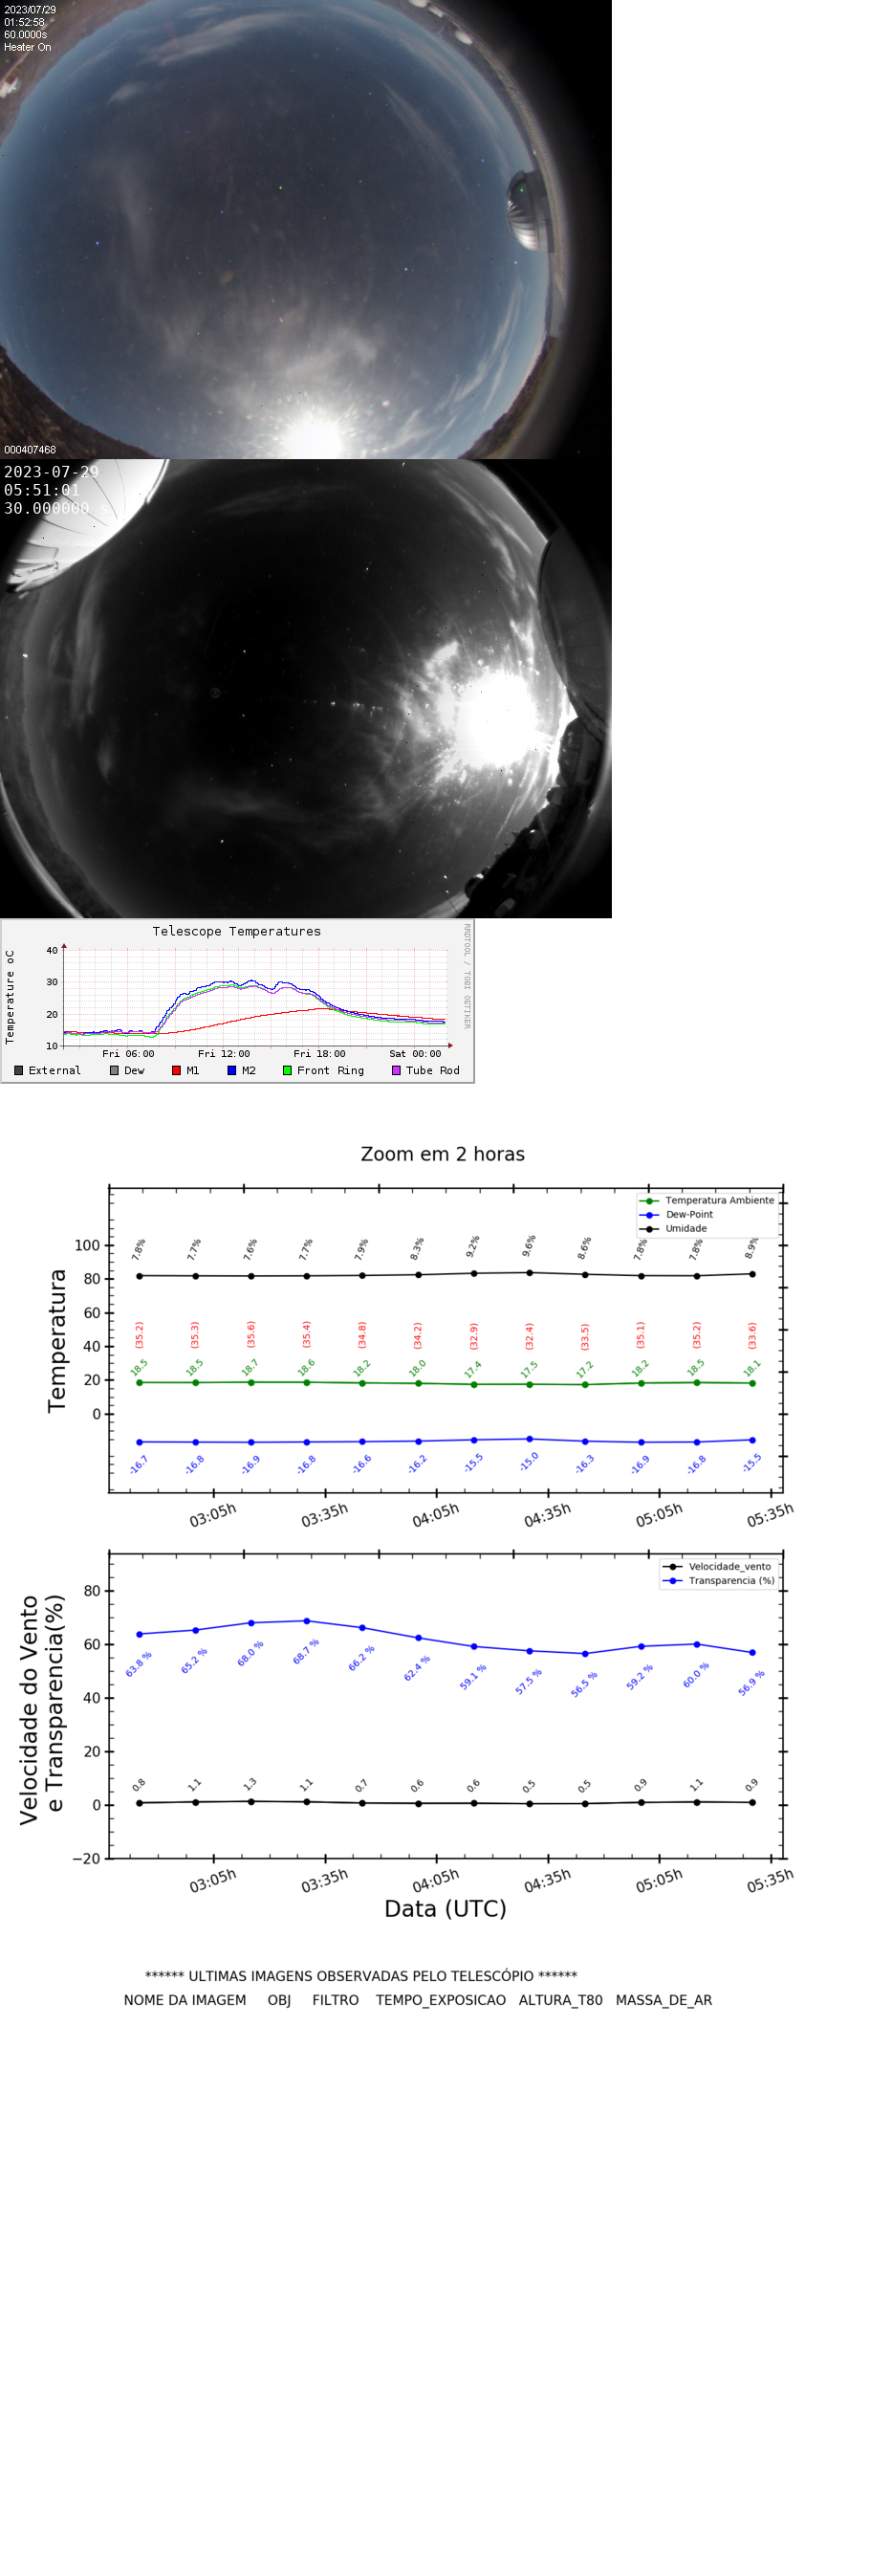 2023/07/29
01:52:58
60.0000s
Heater On
000407468
2023-07-29
05:51:01
30.000000 s
Telescope Temperatures
RRDTOOL / TOBI OETIKER
Temperature oC
40
30
20
10
Fri 06:00 Fri 12:00 Fri 18:00 Sat 00:00
External Dew M1 M2 Front Ring Tube Rod
Zoom em 2 horas
Temperatura Ambiente
Dew-Point
Umidade
Temperatura
100
80
60
40
20
0
7.8% 7.7% 7.6% 7.7% 7.9% 8.3% 9.2% 9.6% 8.6% 7.8% 7.8% 8.9%
(35.2) (35.3) (35.6) (35.4) (34.8) (34.2) (32.9) (32.4) (33.5) (35.1) (35.2) (33.6)
18.5 18.5 18.7 18.6 18.2 18.0 17.4 17.5 17.2 18.2 18.5 18.1
-16.7 -16.8 -16.9 -16.8 -16.6 -16.2 -15.5 -15.0 -16.3 -16.9 -16.8 -15.5
03:05h 03:35h 04:05h 04:35h 05:05h 05:35h
Velocidade_vento
Transparencia (%)
Velocidade do Vento
e Transparencia(%)
80
60
40
20
0
−20
63.8 % 65.2 % 68.0 % 68.7 % 66.2 % 62.4 % 59.1 % 57.5 % 56.5 % 59.2 % 60.0 % 56.9 %
0.8 1.1 1.3 1.1 0.7 0.6 0.6 0.5 0.5 0.9 1.1 0.9
03:05h 03:35h 04:05h 04:35h 05:05h 05:35h
Data (UTC)
****** ULTIMAS IMAGENS OBSERVADAS PELO TELESCÓPIO ******
NOME DA IMAGEM OBJ FILTRO TEMPO_EXPOSICAO ALTURA_T80 MASSA_DE_AR